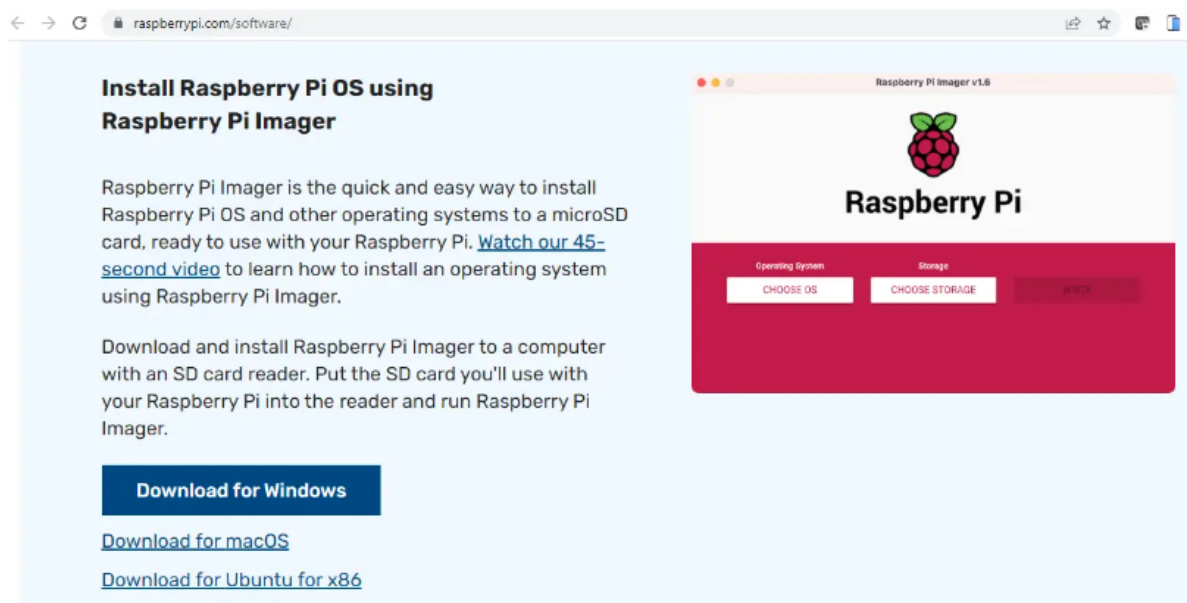 raspberrypi.com/software/
Install Raspberry Pi OS using
Raspberry Pi Imager
Raspberry Pi Imager is the quick and easy way to install
Raspberry Pi OS and other operating systems to a microSD
card, ready to use with your Raspberry Pi. Watch our 45-
second video to learn how to install an operating system
using Raspberry Pi Imager.
Download and install Raspberry Pi Imager to a computer
with an SD card reader. Put the SD card you'll use with
your Raspberry Pi into the reader and run Raspberry Pi
Imager.
Download for Windows
Download for macOS
Download for Ubuntu for x86
Raspberry Pi Imager v1.6
Raspberry Pi
Operating System
Storage
CHOOSE OS
CHOOSE STORAGE
WRITE